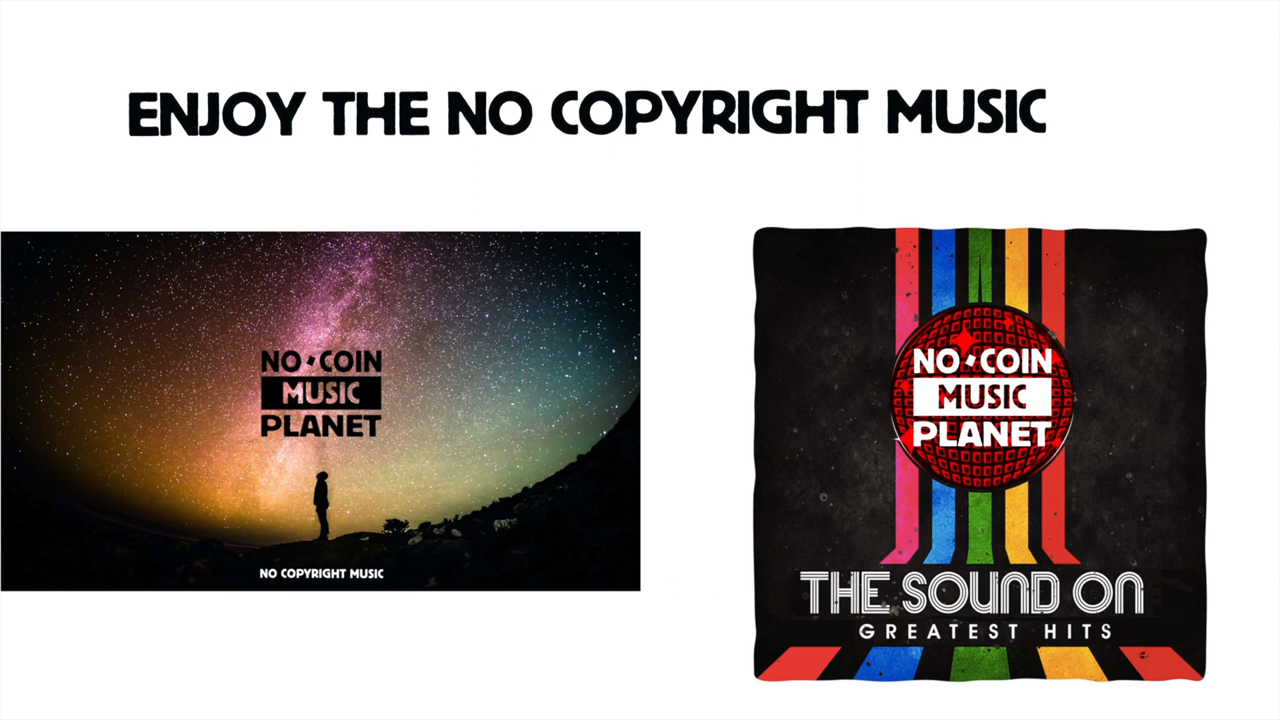 ENJOY THE NO COPYRIGHT MUSIC
NO COIN
MUSIC
PLANET
NO COPYRIGHT MUSIC
NO COIN
MUSIC
PLANET
THE SOUND ON
GREATEST HITS